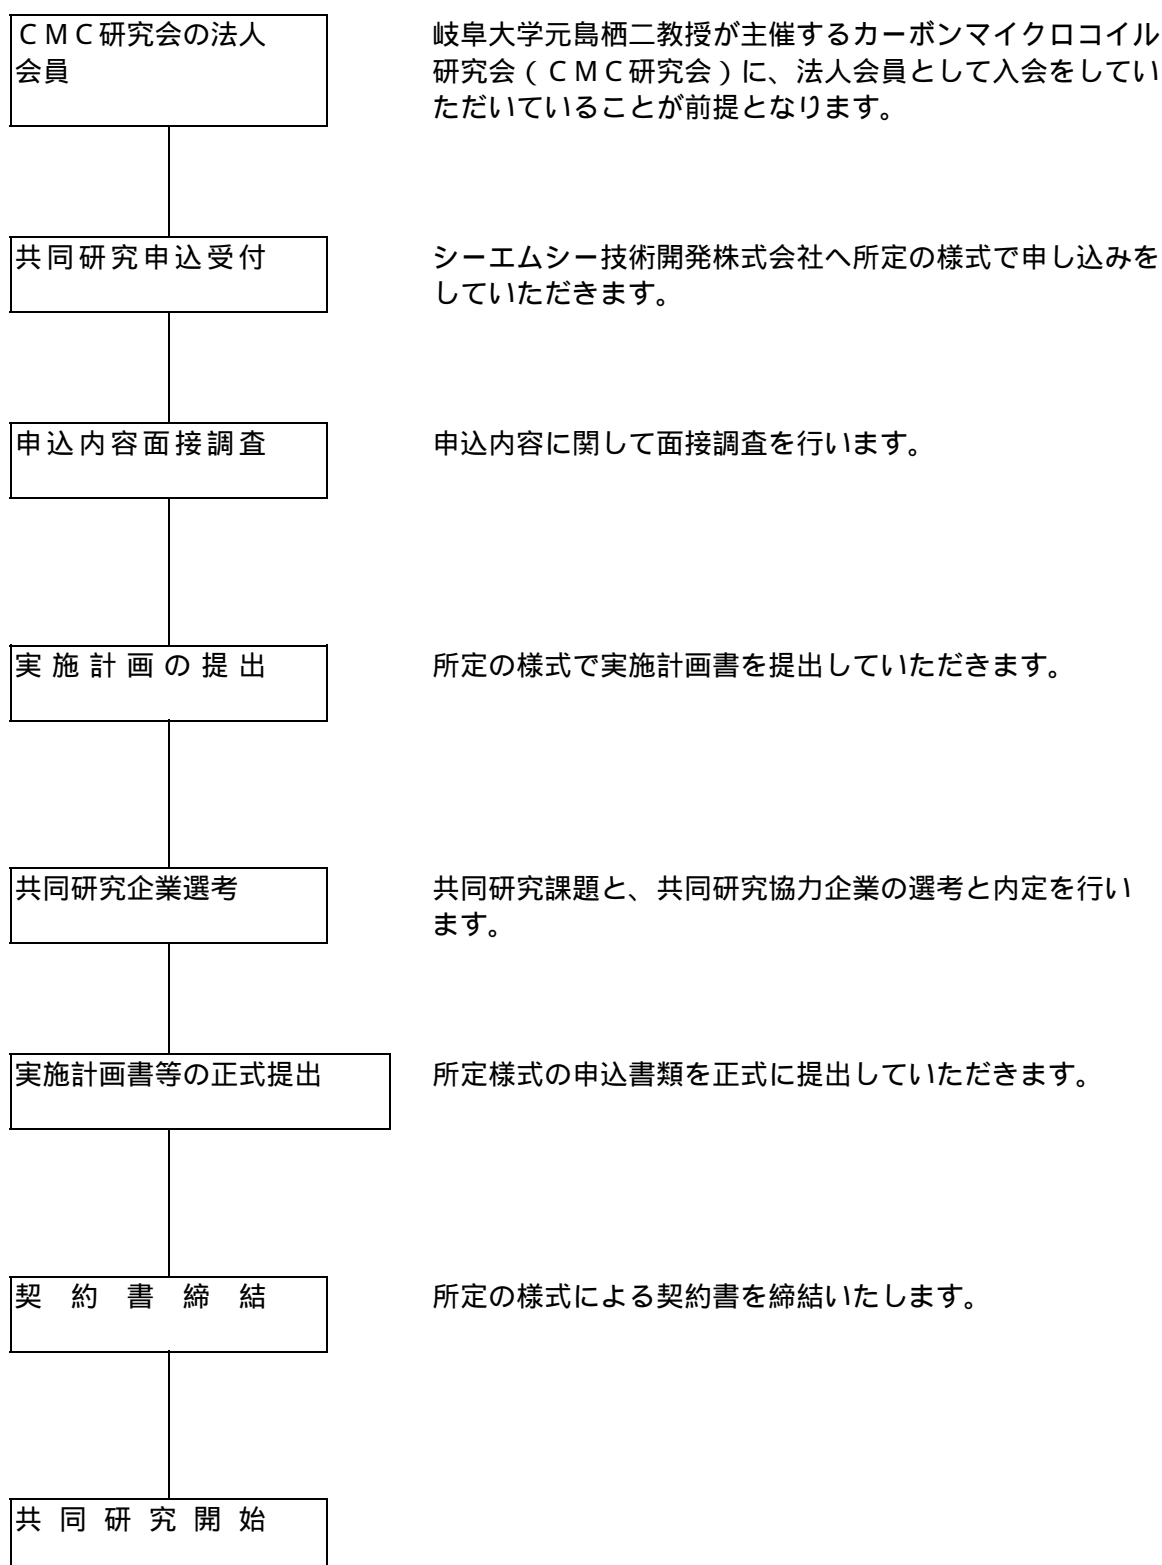 ＣＭＣ研究会の法人
会員
岐阜大学元島栖二教授が主催するカーボンマイクロコイル
研究会（ＣＭＣ研究会）に、法人会員として入会をしてい
ただいていることが前提となります。
共同研究申込受付
シーエムシー技術開発株式会社へ所定の様式で申し込みを
していただきます。
申込内容面接調査
申込内容に関して面接調査を行います。
実施計画の提出
所定の様式で実施計画書を提出していただきます。
共同研究企業選考
共同研究課題と、共同研究協力企業の選考と内定を行い
ます。
実施計画書等の正式提出
所定様式の申込書類を正式に提出していただきます。
契約書締結
所定の様式による契約書を締結いたします。
共同研究開始